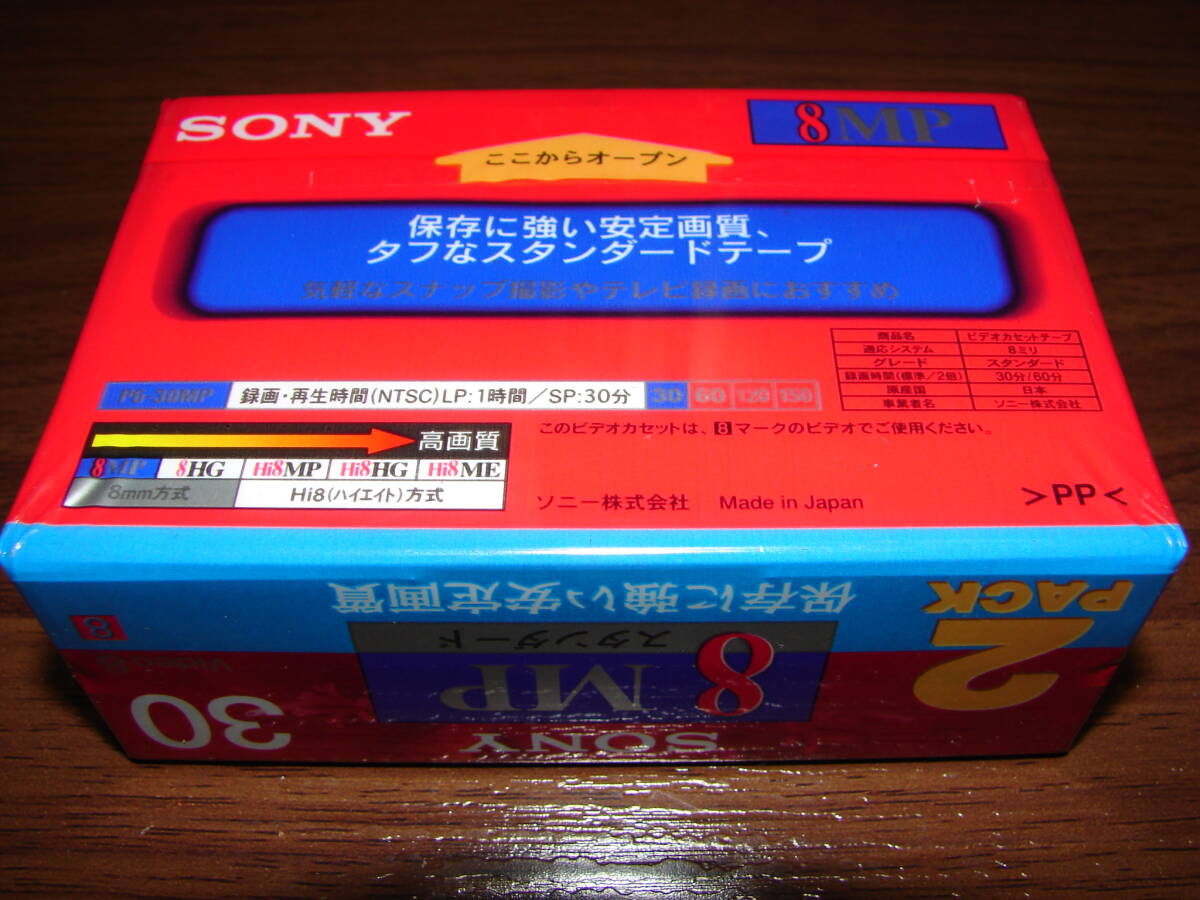 SONY
8MP
ここからオープン
保存に強い安定画質、
タフなスタンダードテープ
気軽なスナップ撮影やテレビ録画におすすめ
商品名 ビデオカセットテープ
適応システム 8ミリ
グレード スタンダード
録画時間(標準/2倍) 30分/60分
原産国 日本
事業者名 ソニー株式会社
P6-30MP 録画・再生時間(NTSC)LP:1時間/SP:30分 30 60 120 150
高画質
8MP 8HG Hi8MP Hi8HG Hi8ME
8mm方式 Hi8(ハイエイト)方式
このビデオカセットは、8マークのビデオでご使用ください。
ソニー株式会社 Made in Japan
>PP<
2 PACK
保存に強い安定画質
スタンダード
8MP
SONY
8
Video 8
30